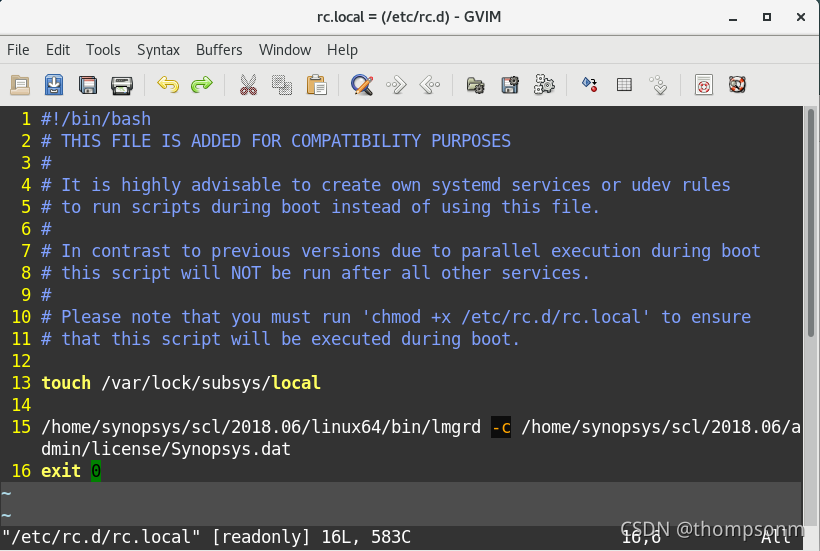 rc.local = (/etc/rc.d) - GVIM
File Edit Tools Syntax Buffers Window Help
1 #!/bin/bash
2 # THIS FILE IS ADDED FOR COMPATIBILITY PURPOSES
3 #
4 # It is highly advisable to create own systemd services or udev rules
5 # to run scripts during boot instead of using this file.
6 #
7 # In contrast to previous versions due to parallel execution during boot
8 # this script will NOT be run after all other services.
9 #
10 # Please note that you must run 'chmod +x /etc/rc.d/rc.local' to ensure
11 # that this script will be executed during boot.
12
13 touch /var/lock/subsys/local
14
15 /home/synopsys/scl/2018.06/linux64/bin/lmgrd -c /home/synopsys/scl/2018.06/a
dmin/license/Synopsys.dat
16 exit 0
~
~
"/etc/rc.d/rc.local" [readonly] 16L, 583C 16,6 All
CSDN @thompsonm